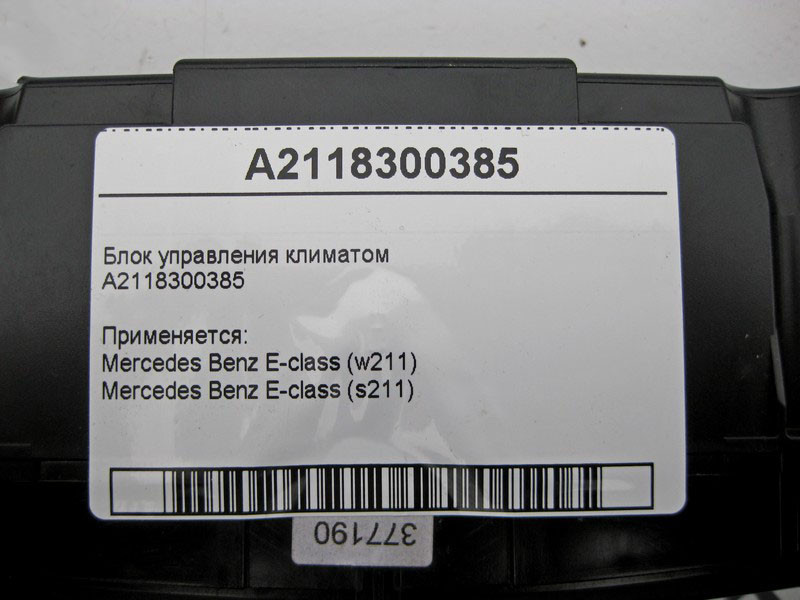 A2118300385
Блок управления климатом
A2118300385
Применяется:
Mercedes Benz E-class (w211)
Mercedes Benz E-class (s211)
377190